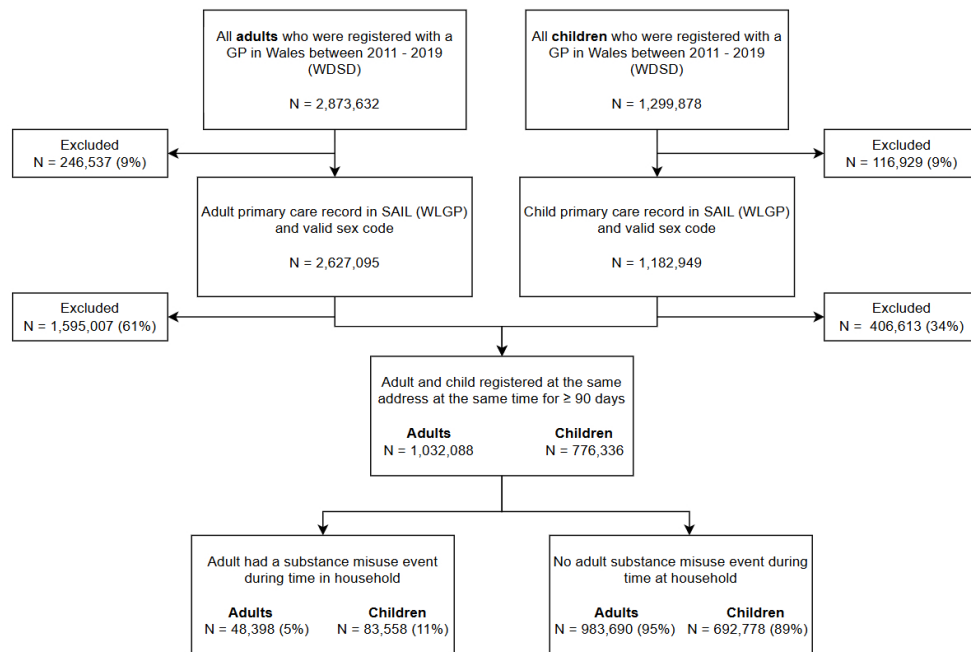 All adults who were registered with a
GP in Wales between 2011 - 2019
(WDSD)
N = 2,873,632
All children who were registered with a
GP in Wales between 2011 - 2019
(WDSD)
N = 1,299,878
Excluded
N = 246,537 (9%)
Excluded
N = 116,929 (9%)
Adult primary care record in SAIL (WLGP)
and valid sex code
N = 2,627,095
Child primary care record in SAIL (WLGP)
and valid sex code
N = 1,182,949
Excluded
N = 1,595,007 (61%)
Excluded
N = 406,613 (34%)
Adult and child registered at the same
address at the same time for ≥ 90 days
Adults
N = 1,032,088
Children
N = 776,336
Adult had a substance misuse event
during time in household
Adults
N = 48,398 (5%)
Children
N = 83,558 (11%)
No adult substance misuse event during
time at household
Adults
N = 983,690 (95%)
Children
N = 692,778 (89%)